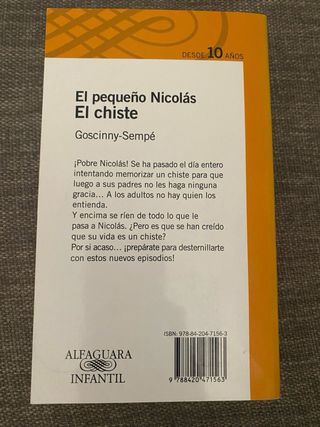 DESDE 10 AÑOS
El pequeño Nicolás
El chiste
Goscinny-Sempé
¡Pobre Nicolás! Se ha pasado el día entero
intentando memorizar un chiste para que
luego a sus padres no les haga ninguna
gracia... A los adultos no hay quien los
entienda.
Y encima se ríen de todo lo que le
pasa a Nicolás. ¿Pero es que se han creído
que su vida es un chiste?
Por si acaso... ¡prepárate para desternillarte
con estos nuevos episodios!
ISBN: 978-84-204-7156-3
9 788420 471563
ALFAGUARA
INFANTIL